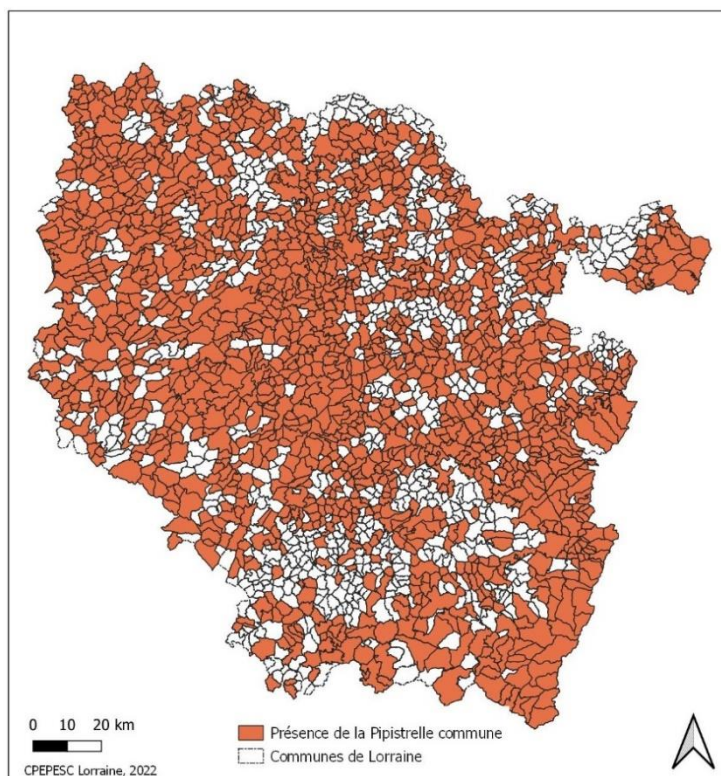 0 10 20 km
Présence de la Pipistrelle commune
Communes de Lorraine
CPEPESC Lorraine, 2022